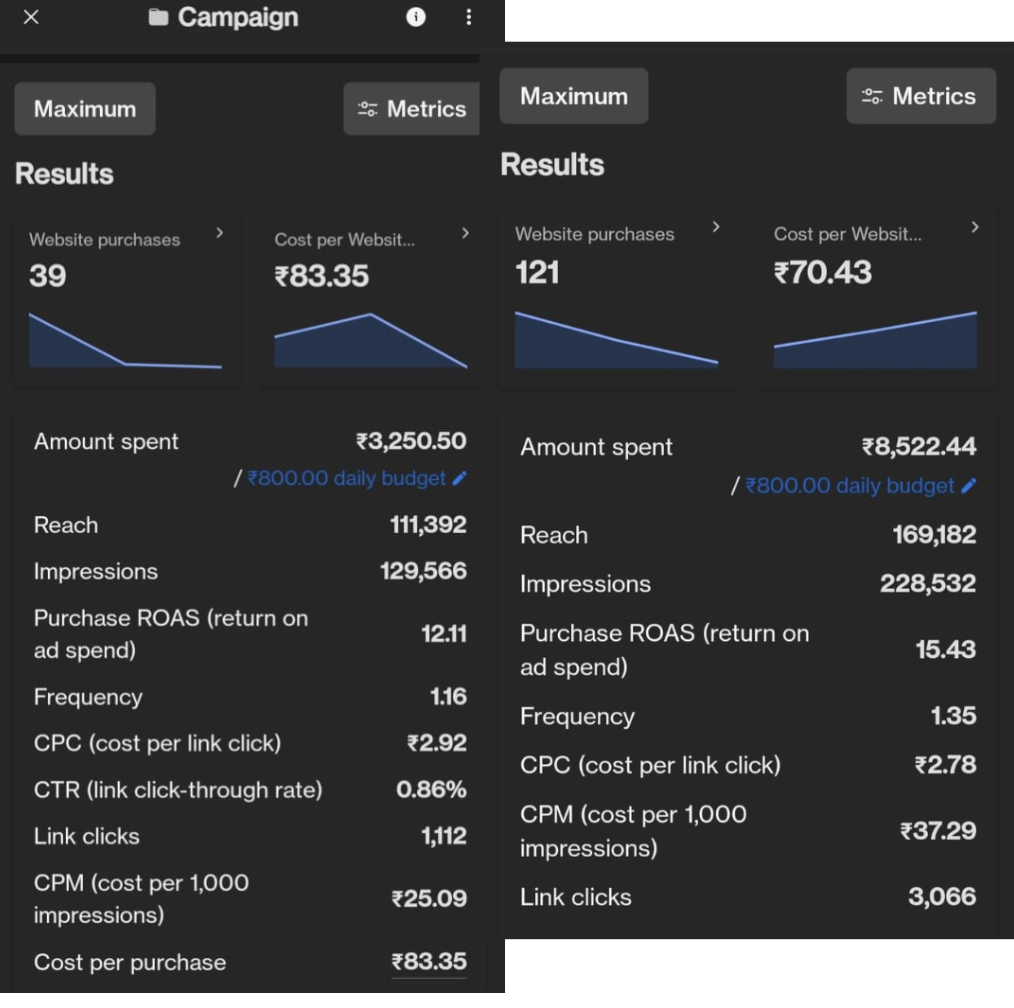 Campaign
Maximum
Metrics
Results
Website purchases
39
Cost per Websit...
₹83.35
Amount spent
₹3,250.50
/ ₹800.00 daily budget
Reach
111,392
Impressions
129,566
Purchase ROAS (return on
ad spend)
12.11
Frequency
1.16
CPC (cost per link click)
₹2.92
CTR (link click-through rate)
0.86%
Link clicks
1,112
CPM (cost per 1,000
impressions)
₹25.09
Cost per purchase
₹83.35
Maximum
Metrics
Results
Website purchases
121
Cost per Websit...
₹70.43
Amount spent
₹8,522.44
/ ₹800.00 daily budget
Reach
169,182
Impressions
228,532
Purchase ROAS (return on
ad spend)
15.43
Frequency
1.35
CPC (cost per link click)
₹2.78
CPM (cost per 1,000
impressions)
₹37.29
Link clicks
3,066